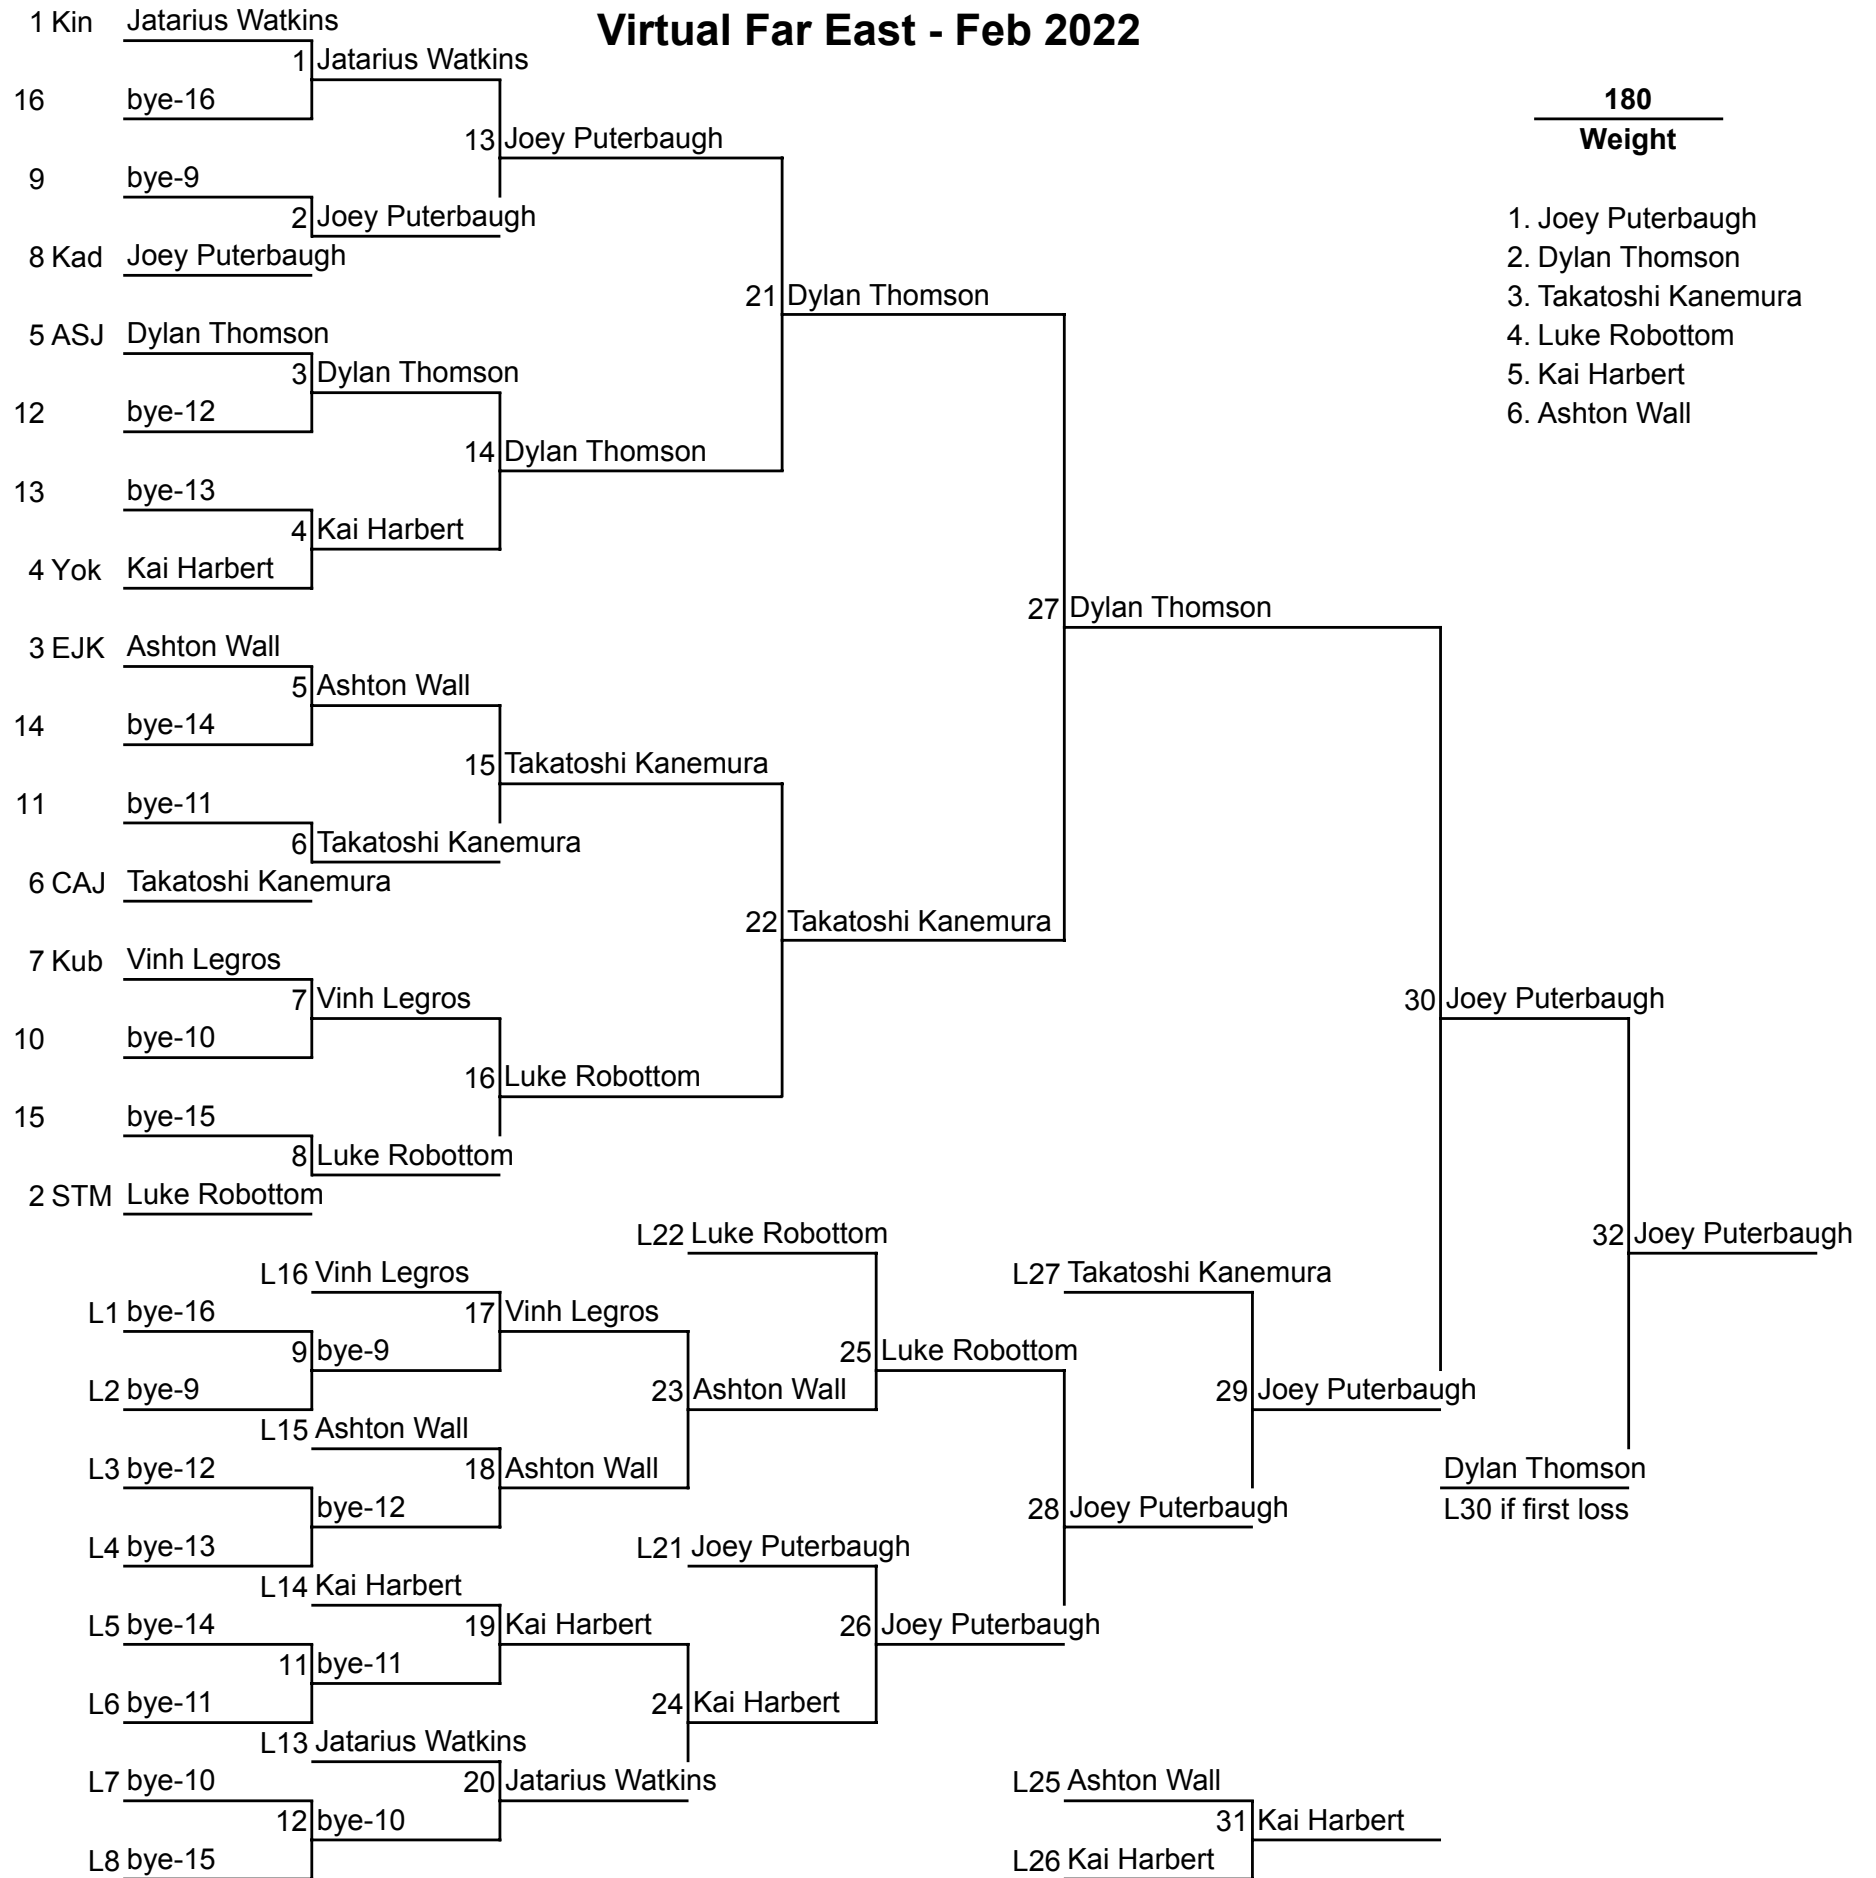 Virtual Far East - Feb 2022
1 Kin Jatarius Watkins
1 Jatarius Watkins
16 bye-16
13 Joey Puterbaugh
9 bye-9
2 Joey Puterbaugh
8 Kad Joey Puterbaugh
21 Dylan Thomson
5 ASJ Dylan Thomson
3 Dylan Thomson
12 bye-12
14 Dylan Thomson
13 bye-13
4 Kai Harbert
4 Yok Kai Harbert
27 Dylan Thomson
3 EJK Ashton Wall
5 Ashton Wall
14 bye-14
15 Takatoshi Kanemura
11 bye-11
6 Takatoshi Kanemura
6 CAJ Takatoshi Kanemura
22 Takatoshi Kanemura
7 Kub Vinh Legros
7 Vinh Legros
30 Joey Puterbaugh
10 bye-10
16 Luke Robottom
15 bye-15
8 Luke Robottom
2 STM Luke Robottom
180
Weight
1. Joey Puterbaugh
2. Dylan Thomson
3. Takatoshi Kanemura
4. Luke Robottom
5. Kai Harbert
6. Ashton Wall
L22 Luke Robottom
32 Joey Puterbaugh
L16 Vinh Legros
L27 Takatoshi Kanemura
L1 bye-16
17 Vinh Legros
9 bye-9
25 Luke Robottom
L2 bye-9
23 Ashton Wall
29 Joey Puterbaugh
L15 Ashton Wall
L3 bye-12
18 Ashton Wall
Dylan Thomson
bye-12
28 Joey Puterbaugh
L30 if first loss
L4 bye-13
L21 Joey Puterbaugh
L14 Kai Harbert
L5 bye-14
19 Kai Harbert
26 Joey Puterbaugh
11 bye-11
L6 bye-11
24 Kai Harbert
L13 Jatarius Watkins
L7 bye-10
20 Jatarius Watkins
L25 Ashton Wall
12 bye-10
31 Kai Harbert
L8 bye-15
L26 Kai Harbert